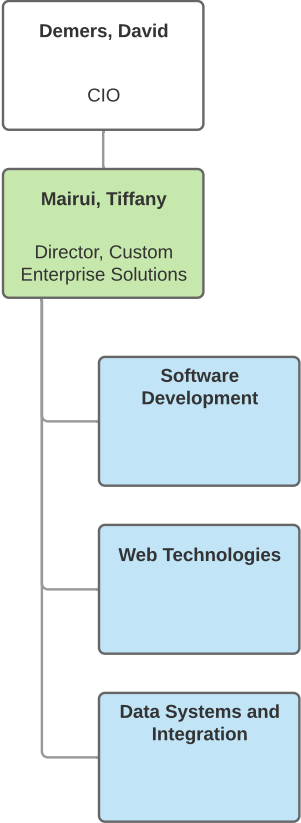 Demers, David
CIO
Mairui, Tiffany
Director, Custom
Enterprise Solutions
Software
Development
Web Technologies
Data Systems and
Integration